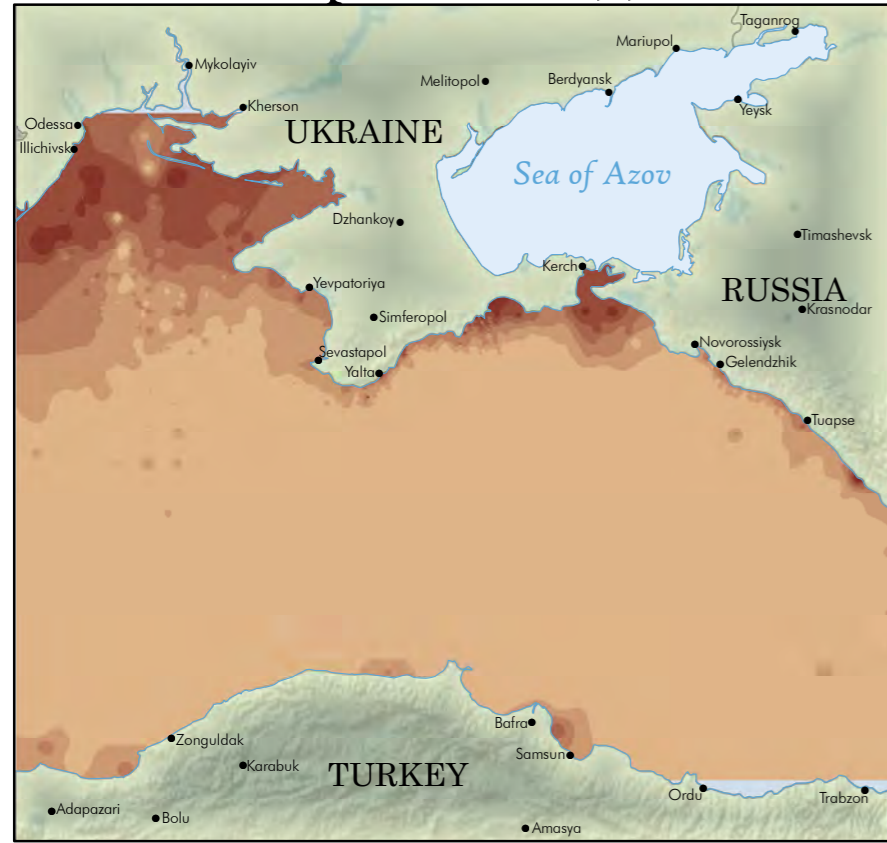 Taganrog
Mariupol
Mykolayiv
Melitopol
Berdyansk
Kherson
Yeysk
Odessa
UKRAINE
Illichivsk
Sea of Azov
Dzhankoy
Timashevsk
Kerch
Yevpatoriya
RUSSIA
Simferopol
Krasnodar
Novorossiysk
Sevastapol
Gelendzhik
Yalta
Tuapse
Bafra
Zonguldak
Samsun
Karabuk
TURKEY
Ordu
Trabzon
Adapazari
Bolu
Amasya